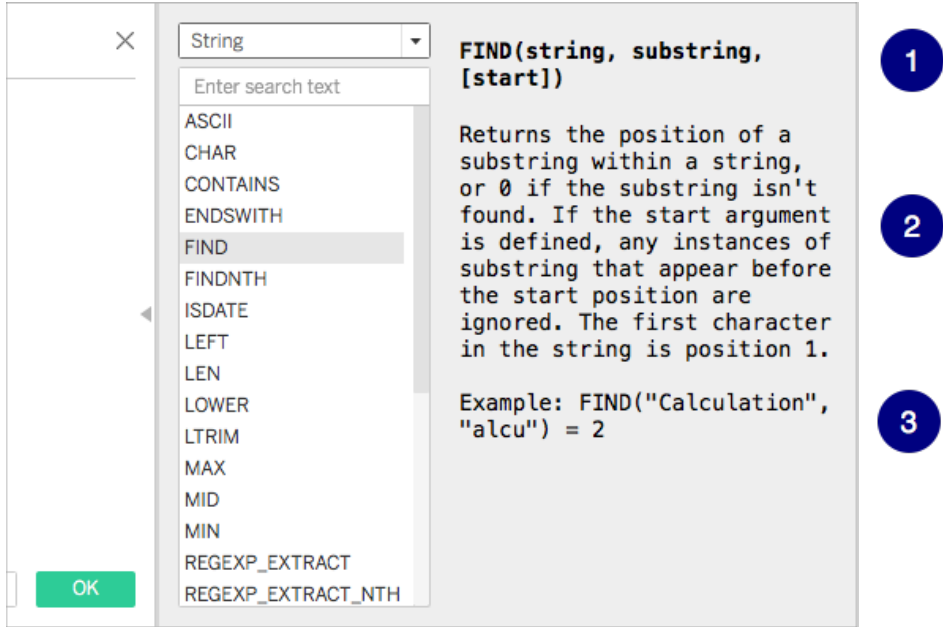 String
Enter search text
ASCII
CHAR
CONTAINS
ENDSWITH
FIND
FINDNTH
ISDATE
LEFT
LEN
LOWER
LTRIM
MAX
MID
MIN
REGEXP_EXTRACT
REGEXP_EXTRACT_NTH
OK
FIND(string, substring,
[start])
Returns the position of a
substring within a string,
or 0 if the substring isn't
found. If the start argument
is defined, any instances of
substring that appear before
the start position are
ignored. The first character
in the string is position 1.
Example: FIND("Calculation",
"alcu") = 2
1
2
3